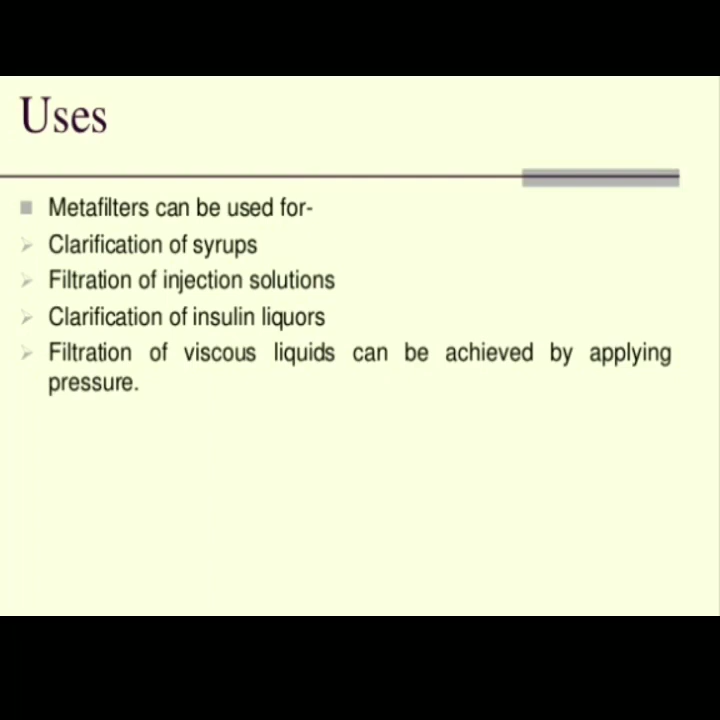 Uses
Metafilters can be used for-
Clarification of syrups
Filtration of injection solutions
Clarification of insulin liquors
Filtration of viscous liquids can be achieved by applying
pressure.